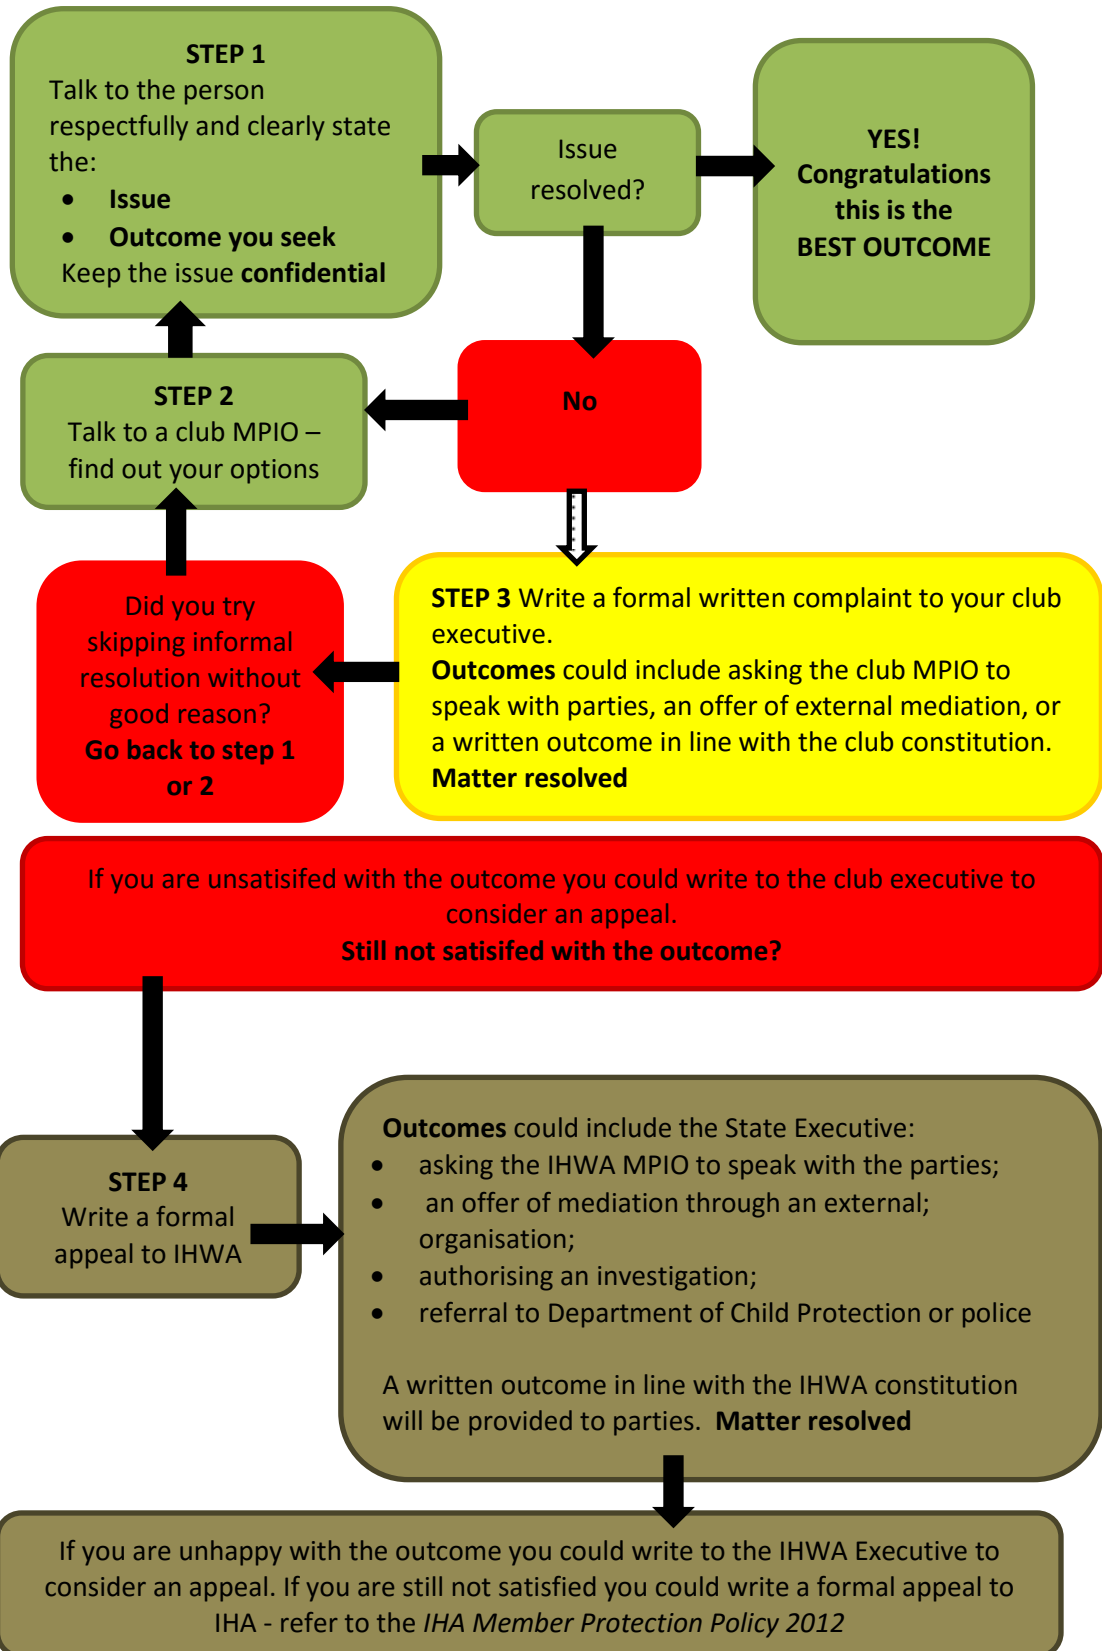 STEP 1
Talk to the person
respectfully and clearly state
the:
• Issue
• Outcome you seek
Keep the issue confidential
Issue
resolved?
YES!
Congratulations
this is the
BEST OUTCOME
STEP 2
Talk to a club MPIO –
find out your options
No
Did you try
skipping informal
resolution without
good reason?
Go back to step 1
or 2
STEP 3 Write a formal written complaint to your club
executive.
Outcomes could include asking the club MPIO to
speak with parties, an offer of external mediation, or
a written outcome in line with the club constitution.
Matter resolved
If you are unsatisifed with the outcome you could write to the club executive to
consider an appeal.
Still not satisifed with the outcome?
STEP 4
Write a formal
appeal to IHWA
Outcomes could include the State Executive:
• asking the IHWA MPIO to speak with the parties;
• an offer of mediation through an external;
organisation;
• authorising an investigation;
• referral to Department of Child Protection or police
A written outcome in line with the IHWA constitution
will be provided to parties. Matter resolved
If you are unhappy with the outcome you could write to the IHWA Executive to
consider an appeal. If you are still not satisfied you could write a formal appeal to
IHA - refer to the IHA Member Protection Policy 2012